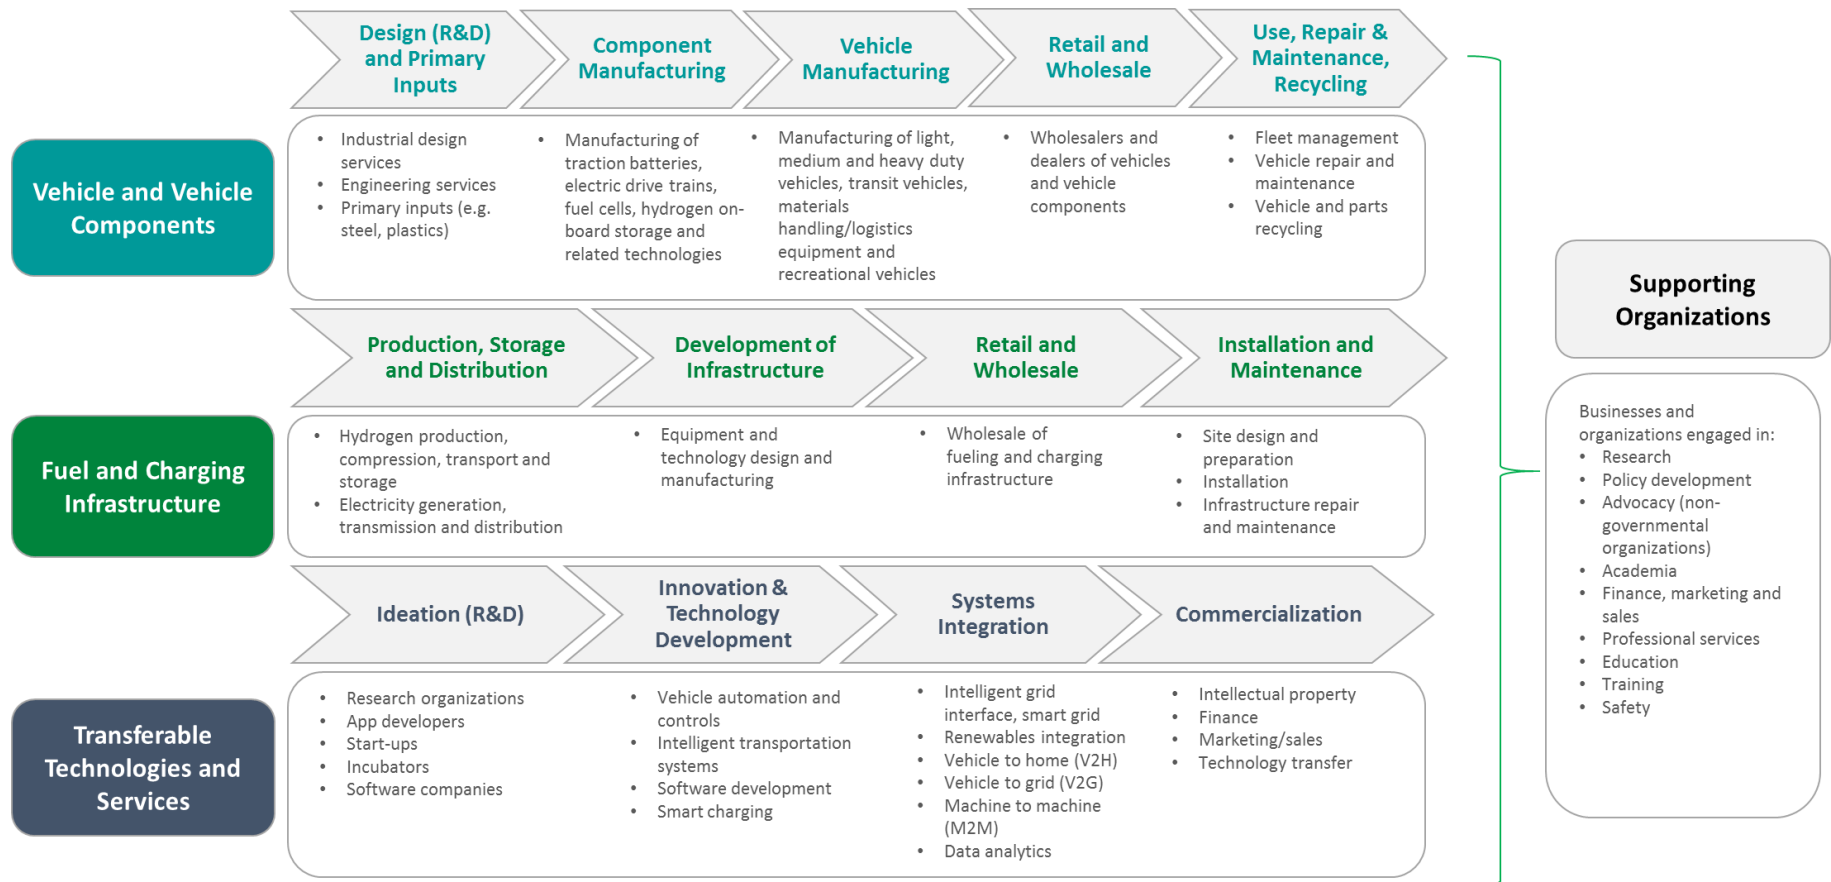 Design (R&D)
and Primary
Inputs
Component
Manufacturing
Vehicle
Manufacturing
Retail and
Wholesale
Use, Repair &
Maintenance,
Recycling
Vehicle and Vehicle
Components
• Industrial design
services
• Engineering services
• Primary inputs (e.g.
steel, plastics)
• Manufacturing of
traction batteries,
electric drive trains,
fuel cells, hydrogen on-
board storage and
related technologies
• Manufacturing of light,
medium and heavy duty
vehicles, transit vehicles,
materials
handling/logistics
equipment and
recreational vehicles
• Wholesalers and
dealers of vehicles
and vehicle
components
• Fleet management
• Vehicle repair and
maintenance
• Vehicle and parts
recycling
Production, Storage
and Distribution
Development of
Infrastructure
Retail and
Wholesale
Installation and
Maintenance
Fuel and Charging
Infrastructure
• Hydrogen production,
compression, transport and
storage
• Electricity generation,
transmission and distribution
• Equipment and
technology design and
manufacturing
• Wholesale of
fueling and charging
infrastructure
• Site design and
preparation
• Installation
• Infrastructure repair
and maintenance
Ideation (R&D)
Innovation &
Technology
Development
Systems
Integration
Commercialization
Transferable
Technologies and
Services
• Research organizations
• App developers
• Start-ups
• Incubators
• Software companies
• Vehicle automation and
controls
• Intelligent transportation
systems
• Software development
• Smart charging
• Intelligent grid
interface, smart grid
• Renewables integration
• Vehicle to home (V2H)
• Vehicle to grid (V2G)
• Machine to machine
(M2M)
• Data analytics
• Intellectual property
• Finance
• Marketing/sales
• Technology transfer
Supporting
Organizations
Businesses and
organizations engaged in:
• Research
• Policy development
• Advocacy (non-
governmental
organizations)
• Academia
• Finance, marketing and
sales
• Professional services
• Education
• Training
• Safety